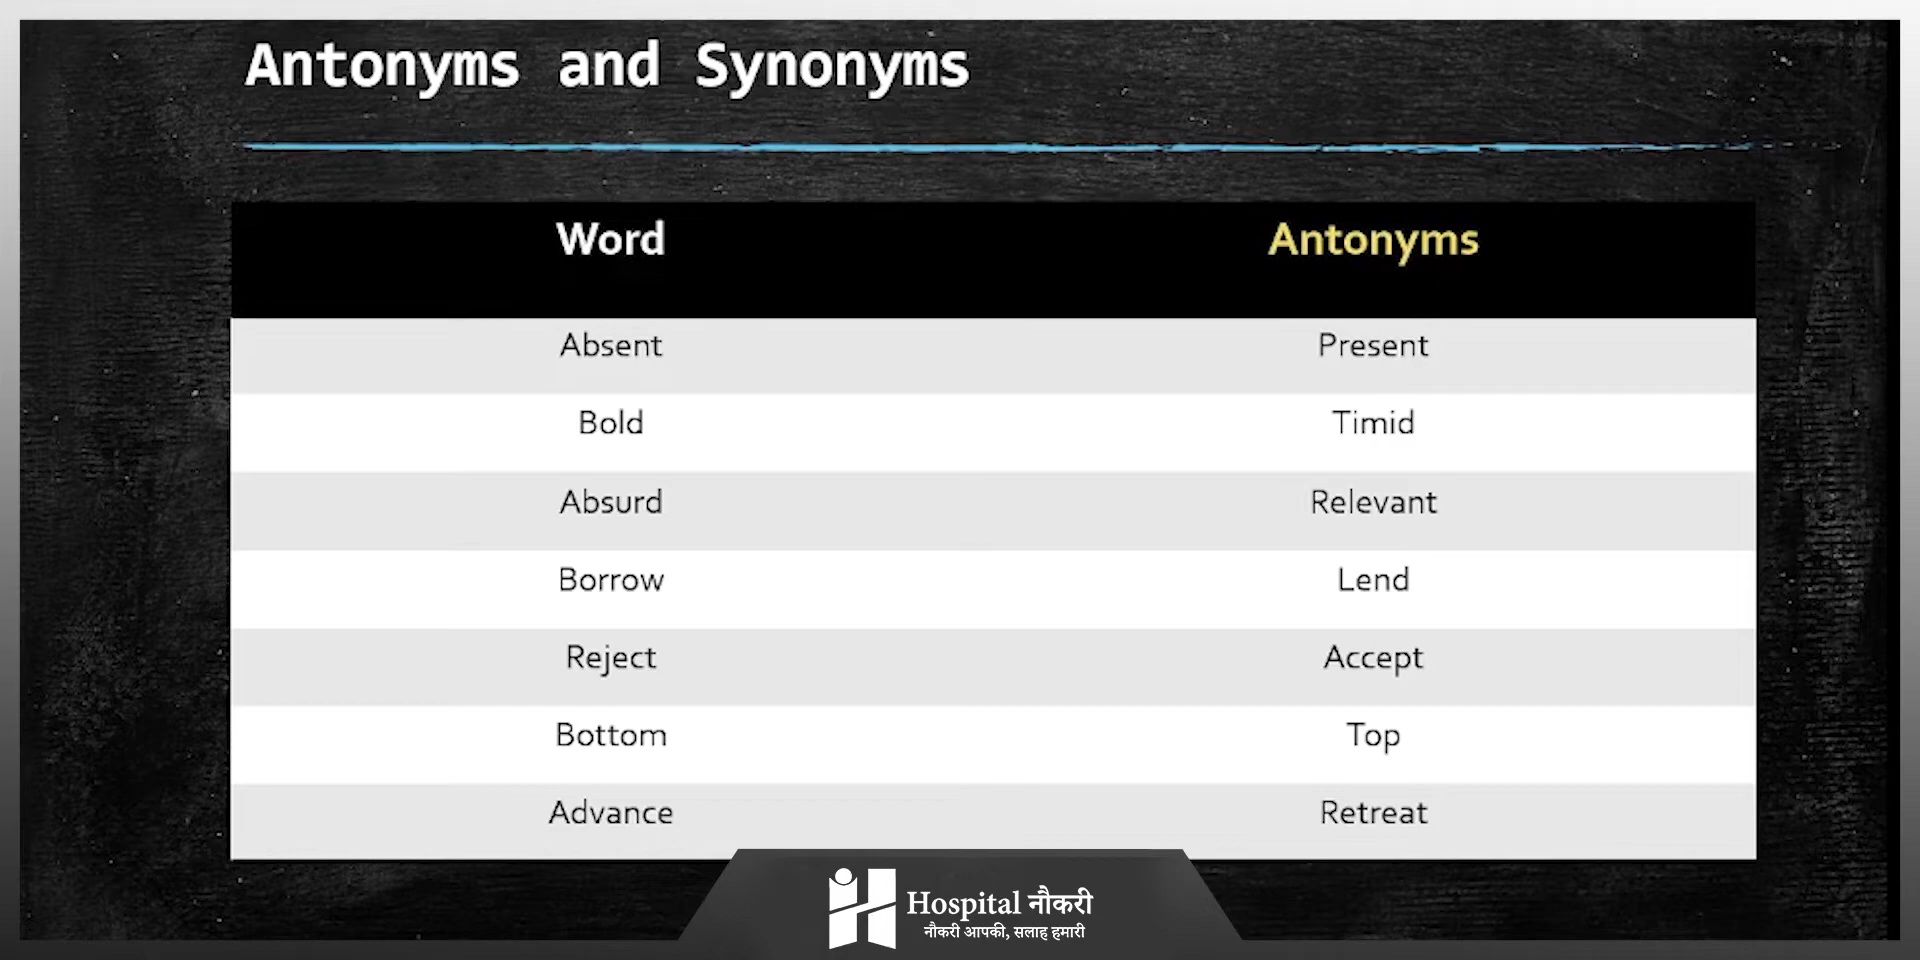 Antonyms and Synonyms
Word Antonyms
Absent Present
Bold Timid
Absurd Relevant
Borrow Lend
Reject Accept
Bottom Top
Advance Retreat
Hospital नौकरी
नौकरी आपकी, सलाह हमारी